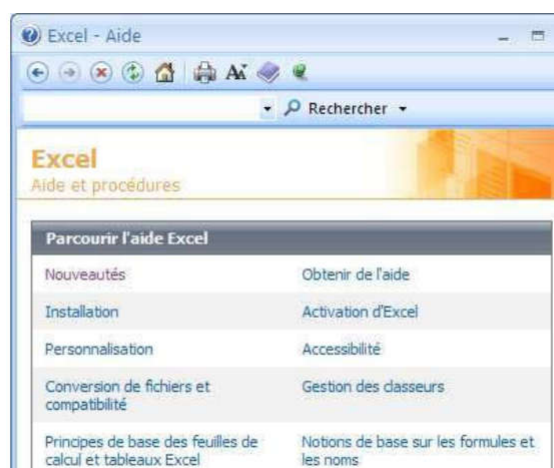 Excel - Aide
Rechercher
Excel
Aide et procédures
Parcourir l'aide Excel
Nouveautés
Obtenir de l'aide
Installation
Activation d'Excel
Personnalisation
Accessibilité
Conversion de fichiers et
compatibilité
Gestion des classeurs
Principes de base des feuilles de
calcul et tableaux Excel
Notions de base sur les formules et
les noms